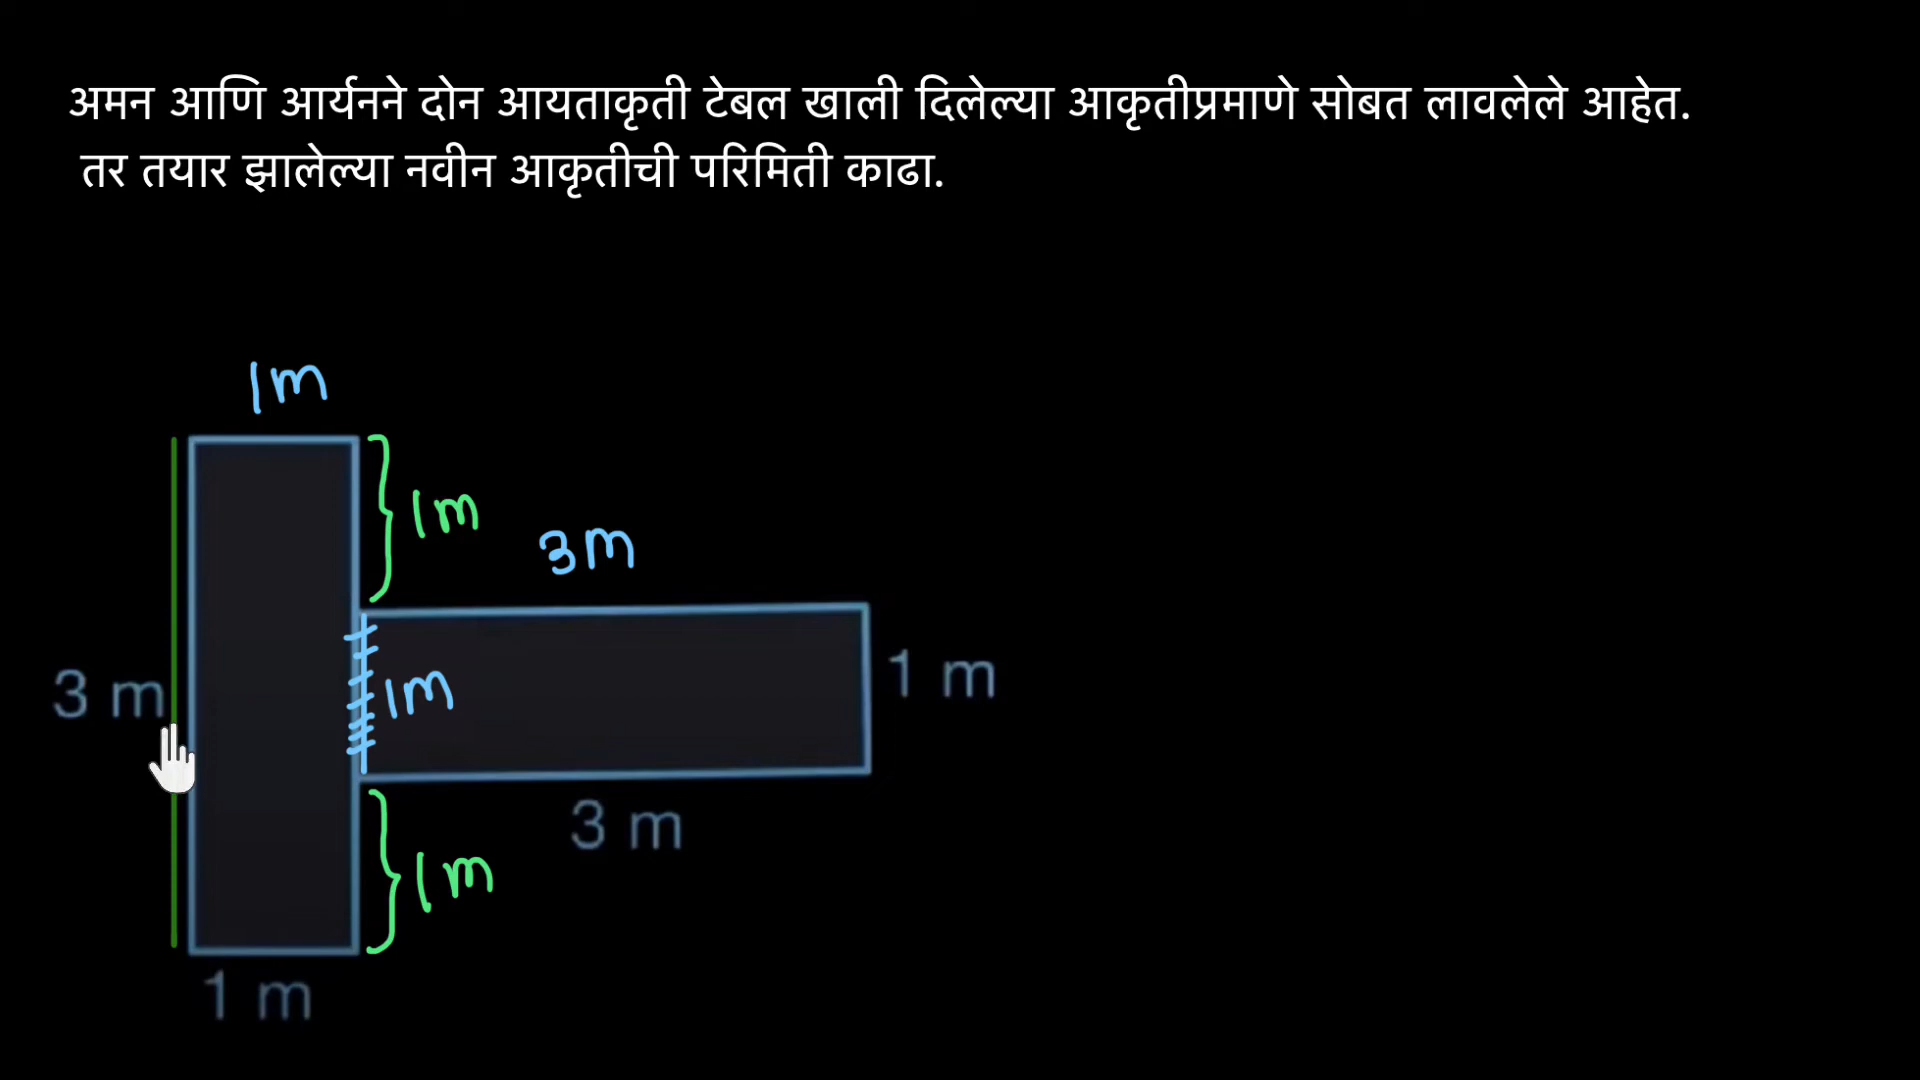 अमन आणि आर्यनने दोन आयताकृती टेबल खाली दिलेल्या आकृतीप्रमाणे सोबत लावलेले आहेत.
तर तयार झालेल्या नवीन आकृतीची परिमिती काढा.
1m
1m
3m
3 m
1m
1 m
3 m
1m
1 m